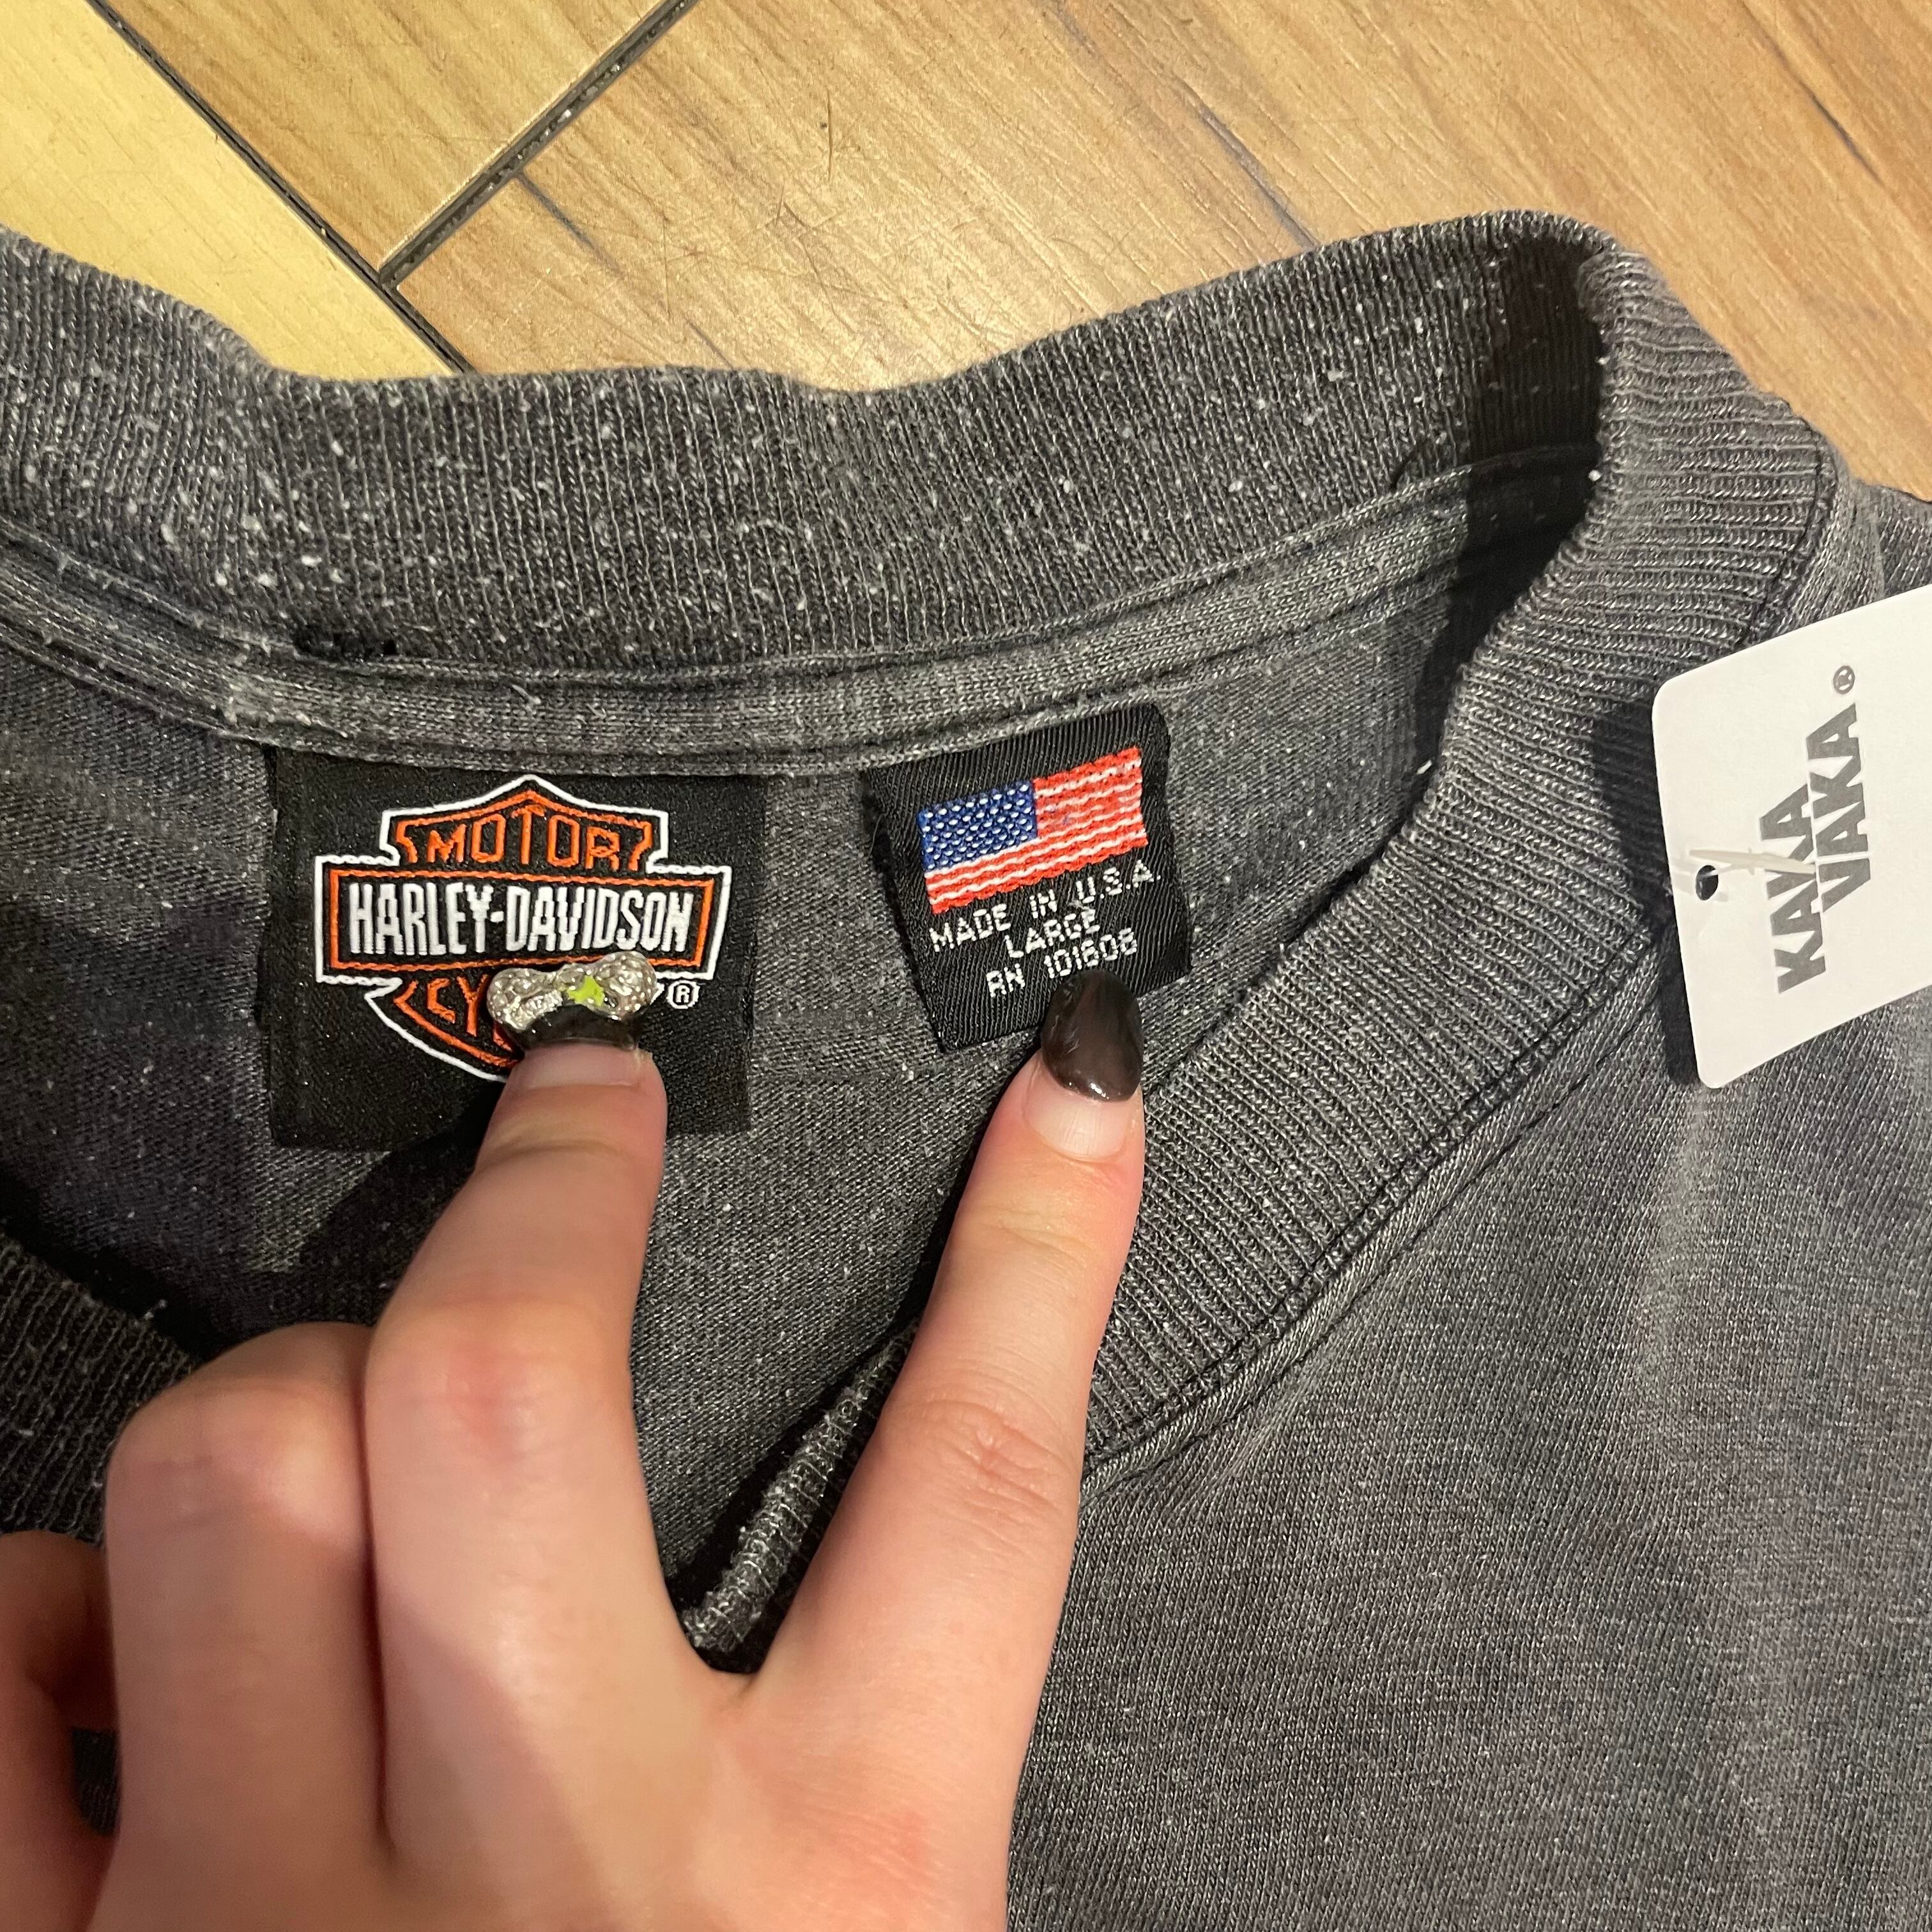 MOTOR
HARLEY-DAVIDSON
®
MADE IN U.S.A.
LARGE
RN 101608
KAKA
VAKA®